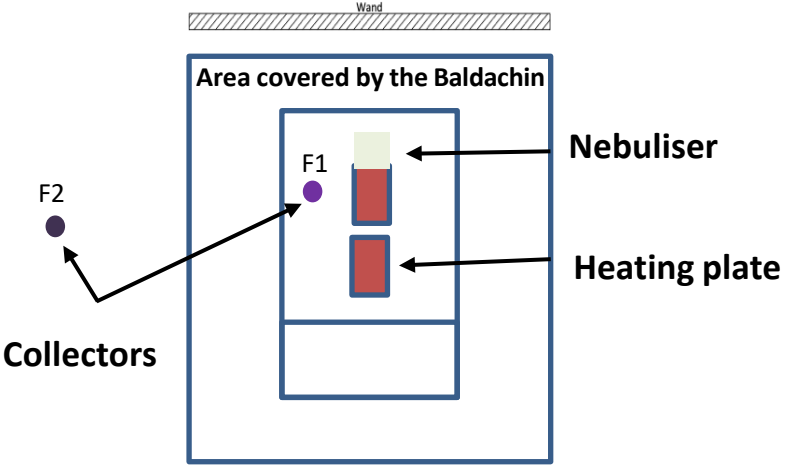 Wand
Area covered by the Baldachin
Nebuliser
F1
F2
Heating plate
Collectors